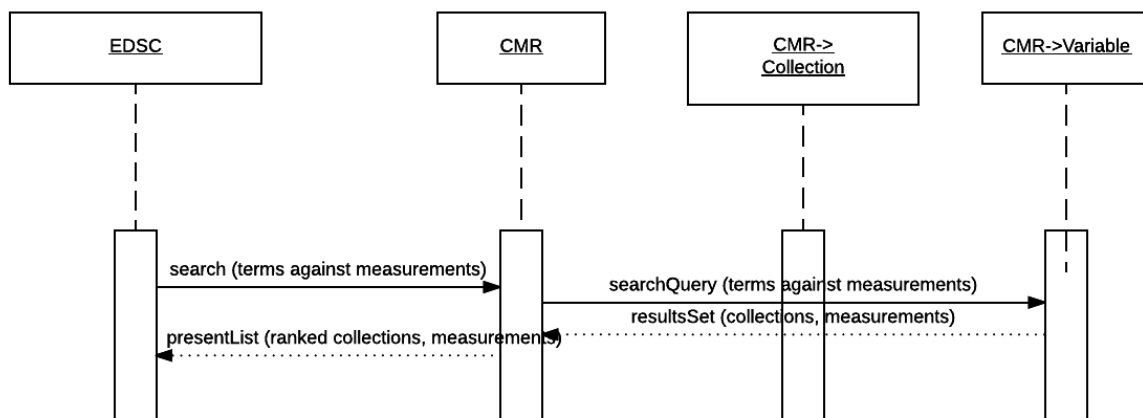 EDSC
CMR
CMR->
Collection
CMR->Variable
search (terms against measurements)
searchQuery (terms against measurements)
resultsSet (collections, measurements)
presentList (ranked collections, measurements)